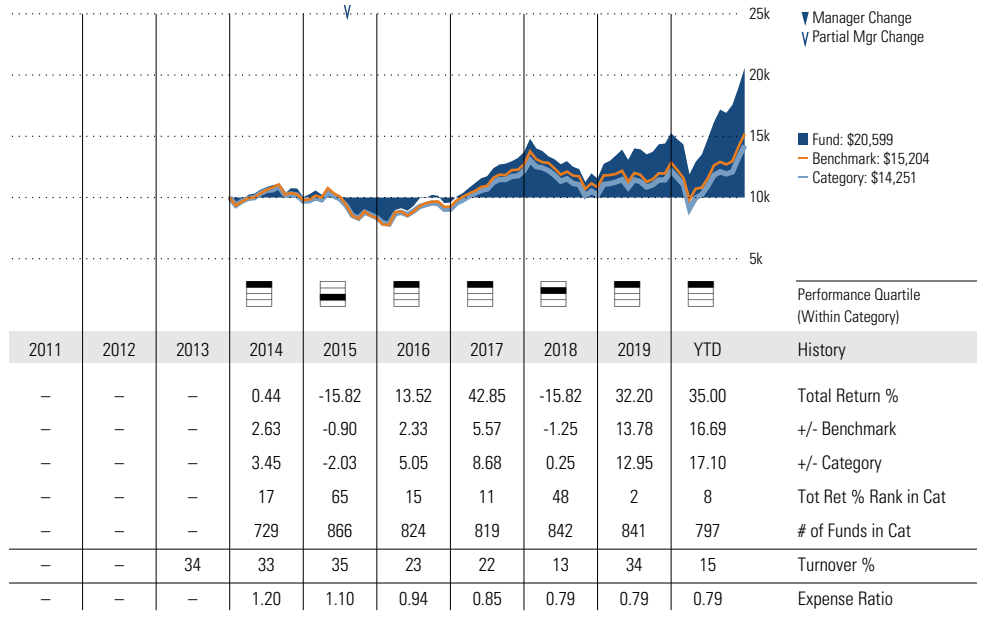 25k
Manager Change
Partial Mgr Change
20k
15k
Fund: $20,599
Benchmark: $15,204
Category: $14,251
10k
5k
Performance Quartile
(Within Category)
2011 2012 2013 2014 2015 2016 2017 2018 2019 YTD History
– – – 0.44 -15.82 13.52 42.85 -15.82 32.20 35.00 Total Return %
– – – 2.63 -0.90 2.33 5.57 -1.25 13.78 16.69 +/- Benchmark
– – – 3.45 -2.03 5.05 8.68 0.25 12.95 17.10 +/- Category
– – – 17 65 15 11 48 2 8 Tot Ret % Rank in Cat
– – – 729 866 824 819 842 841 797 # of Funds in Cat
– – 34 33 35 23 22 13 34 15 Turnover %
– – – 1.20 1.10 0.94 0.85 0.79 0.79 0.79 Expense Ratio